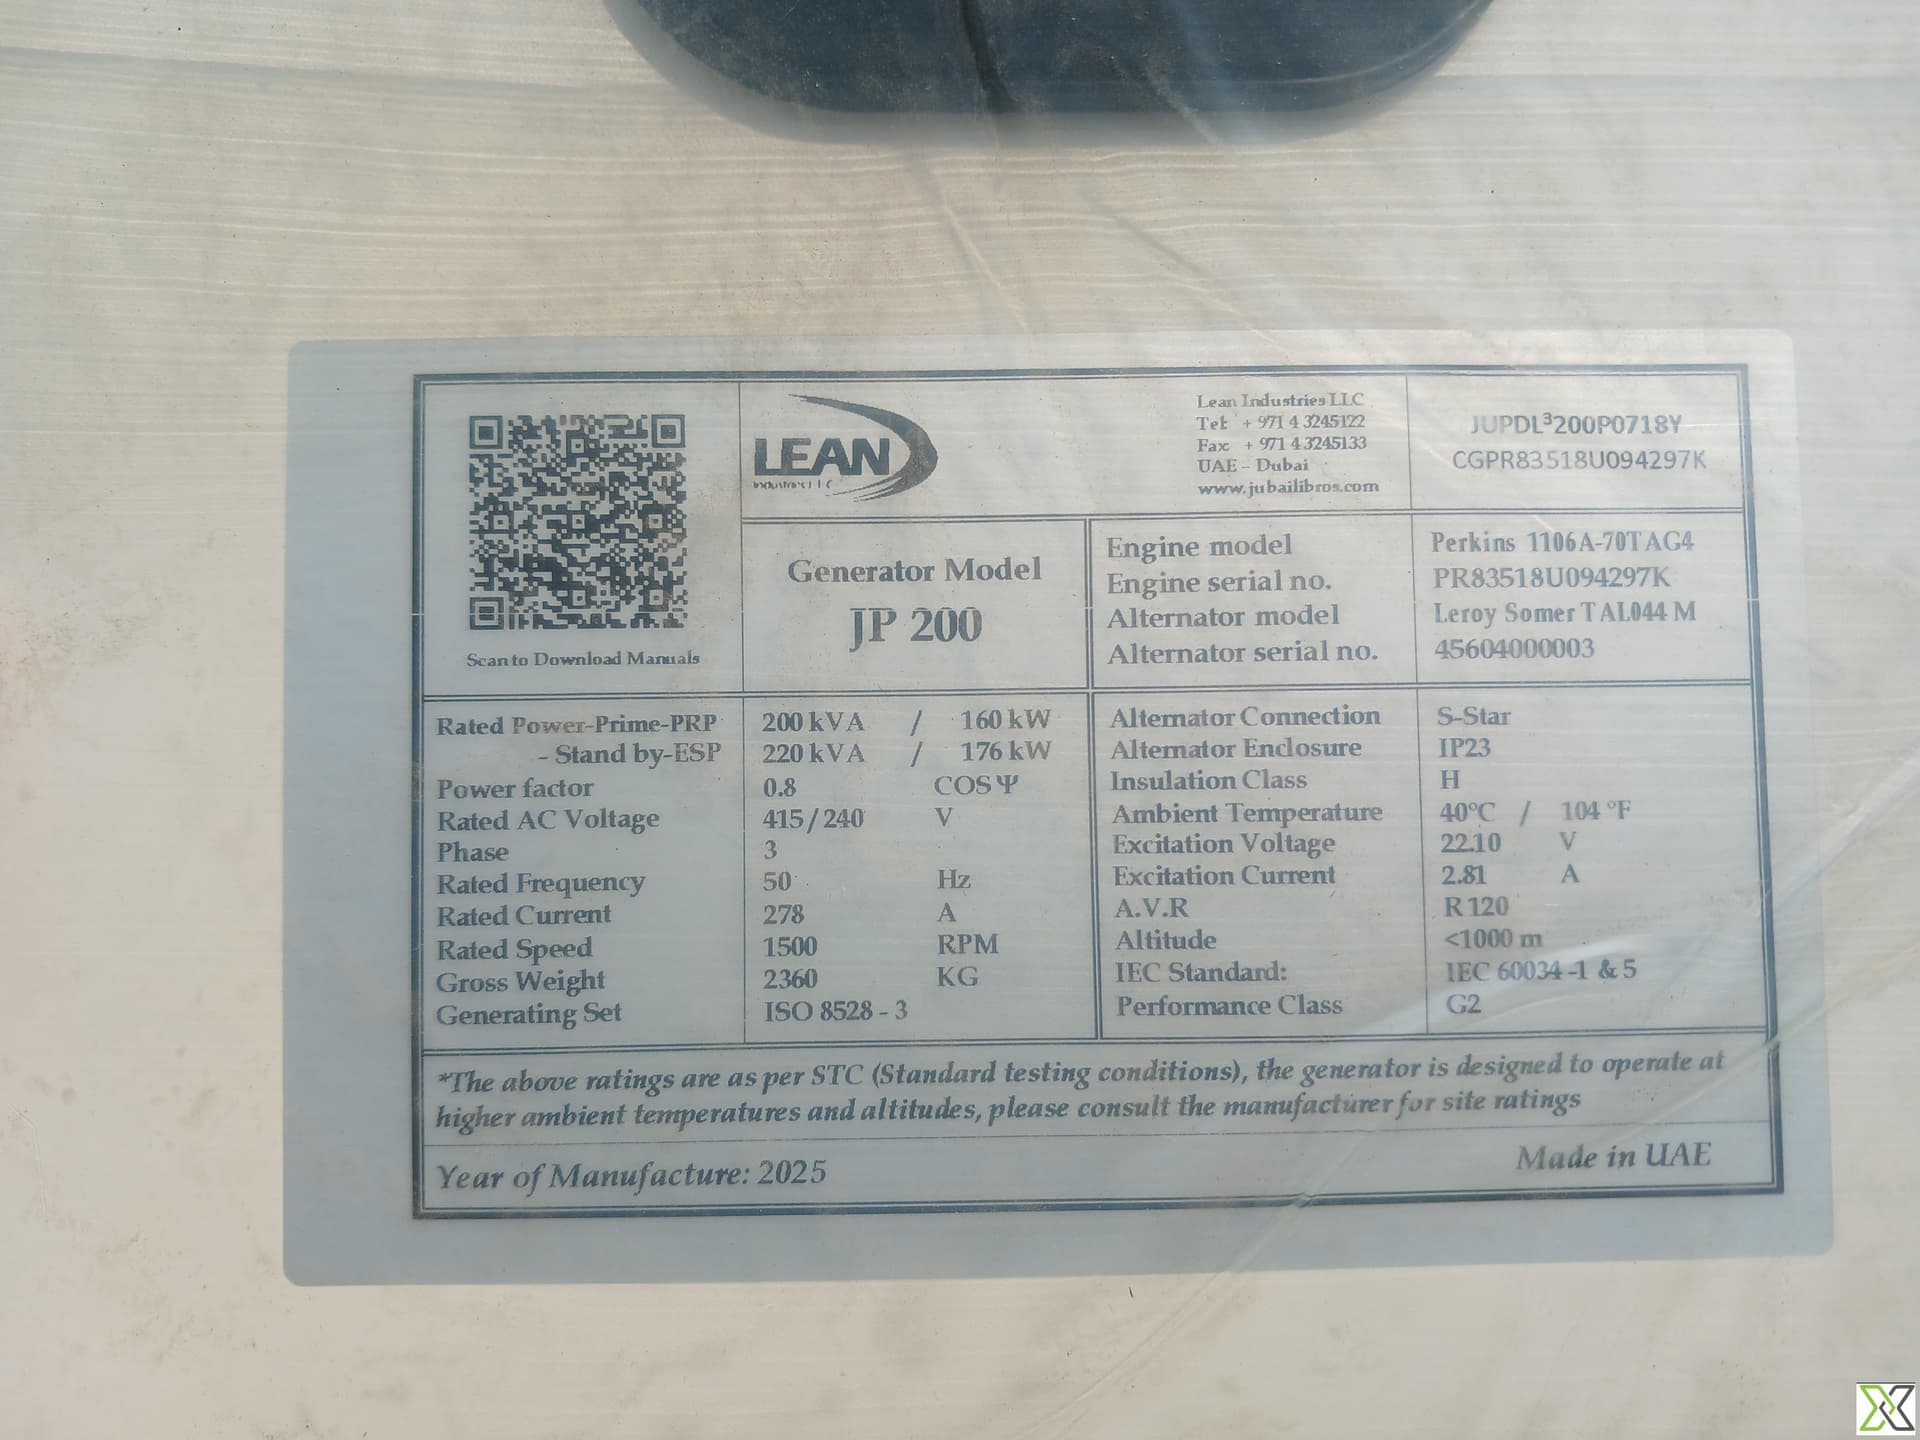 LEAN
Industries LLC
Lean Industries LLC
Tel: + 971 4 3245122
Fax + 971 4 3245133
UAE – Dubai
www.jubailibros.com
JUPDL³200P0718Y
CGPR83518U094297K
Scan to Download Manuals
Generator Model
JP 200
Engine model Perkins 1106A-70TAG4
Engine serial no. PR83518U094297K
Alternator model Leroy Somer TAL044 M
Alternator serial no. 45604000003
Rated Power-Prime-PRP 200 kVA / 160 kW
- Stand by-ESP 220 kVA / 176 kW
Power factor 0.8 COS Ψ
Rated AC Voltage 415/240 V
Phase 3
Rated Frequency 50 Hz
Rated Current 278 A
Rated Speed 1500 RPM
Gross Weight 2360 KG
Generating Set ISO 8528 - 3
Alternator Connection S-Star
Alternator Enclosure IP23
Insulation Class H
Ambient Temperature 40°C / 104 °F
Excitation Voltage 22.10 V
Excitation Current 2.81 A
A.V.R R120
Altitude <1000 m
IEC Standard: IEC 60034 -1 & 5
Performance Class G2
*The above ratings are as per STC (Standard testing conditions), the generator is designed to operate at
higher ambient temperatures and altitudes, please consult the manufacturer for site ratings
Year of Manufacture: 2025
Made in UAE